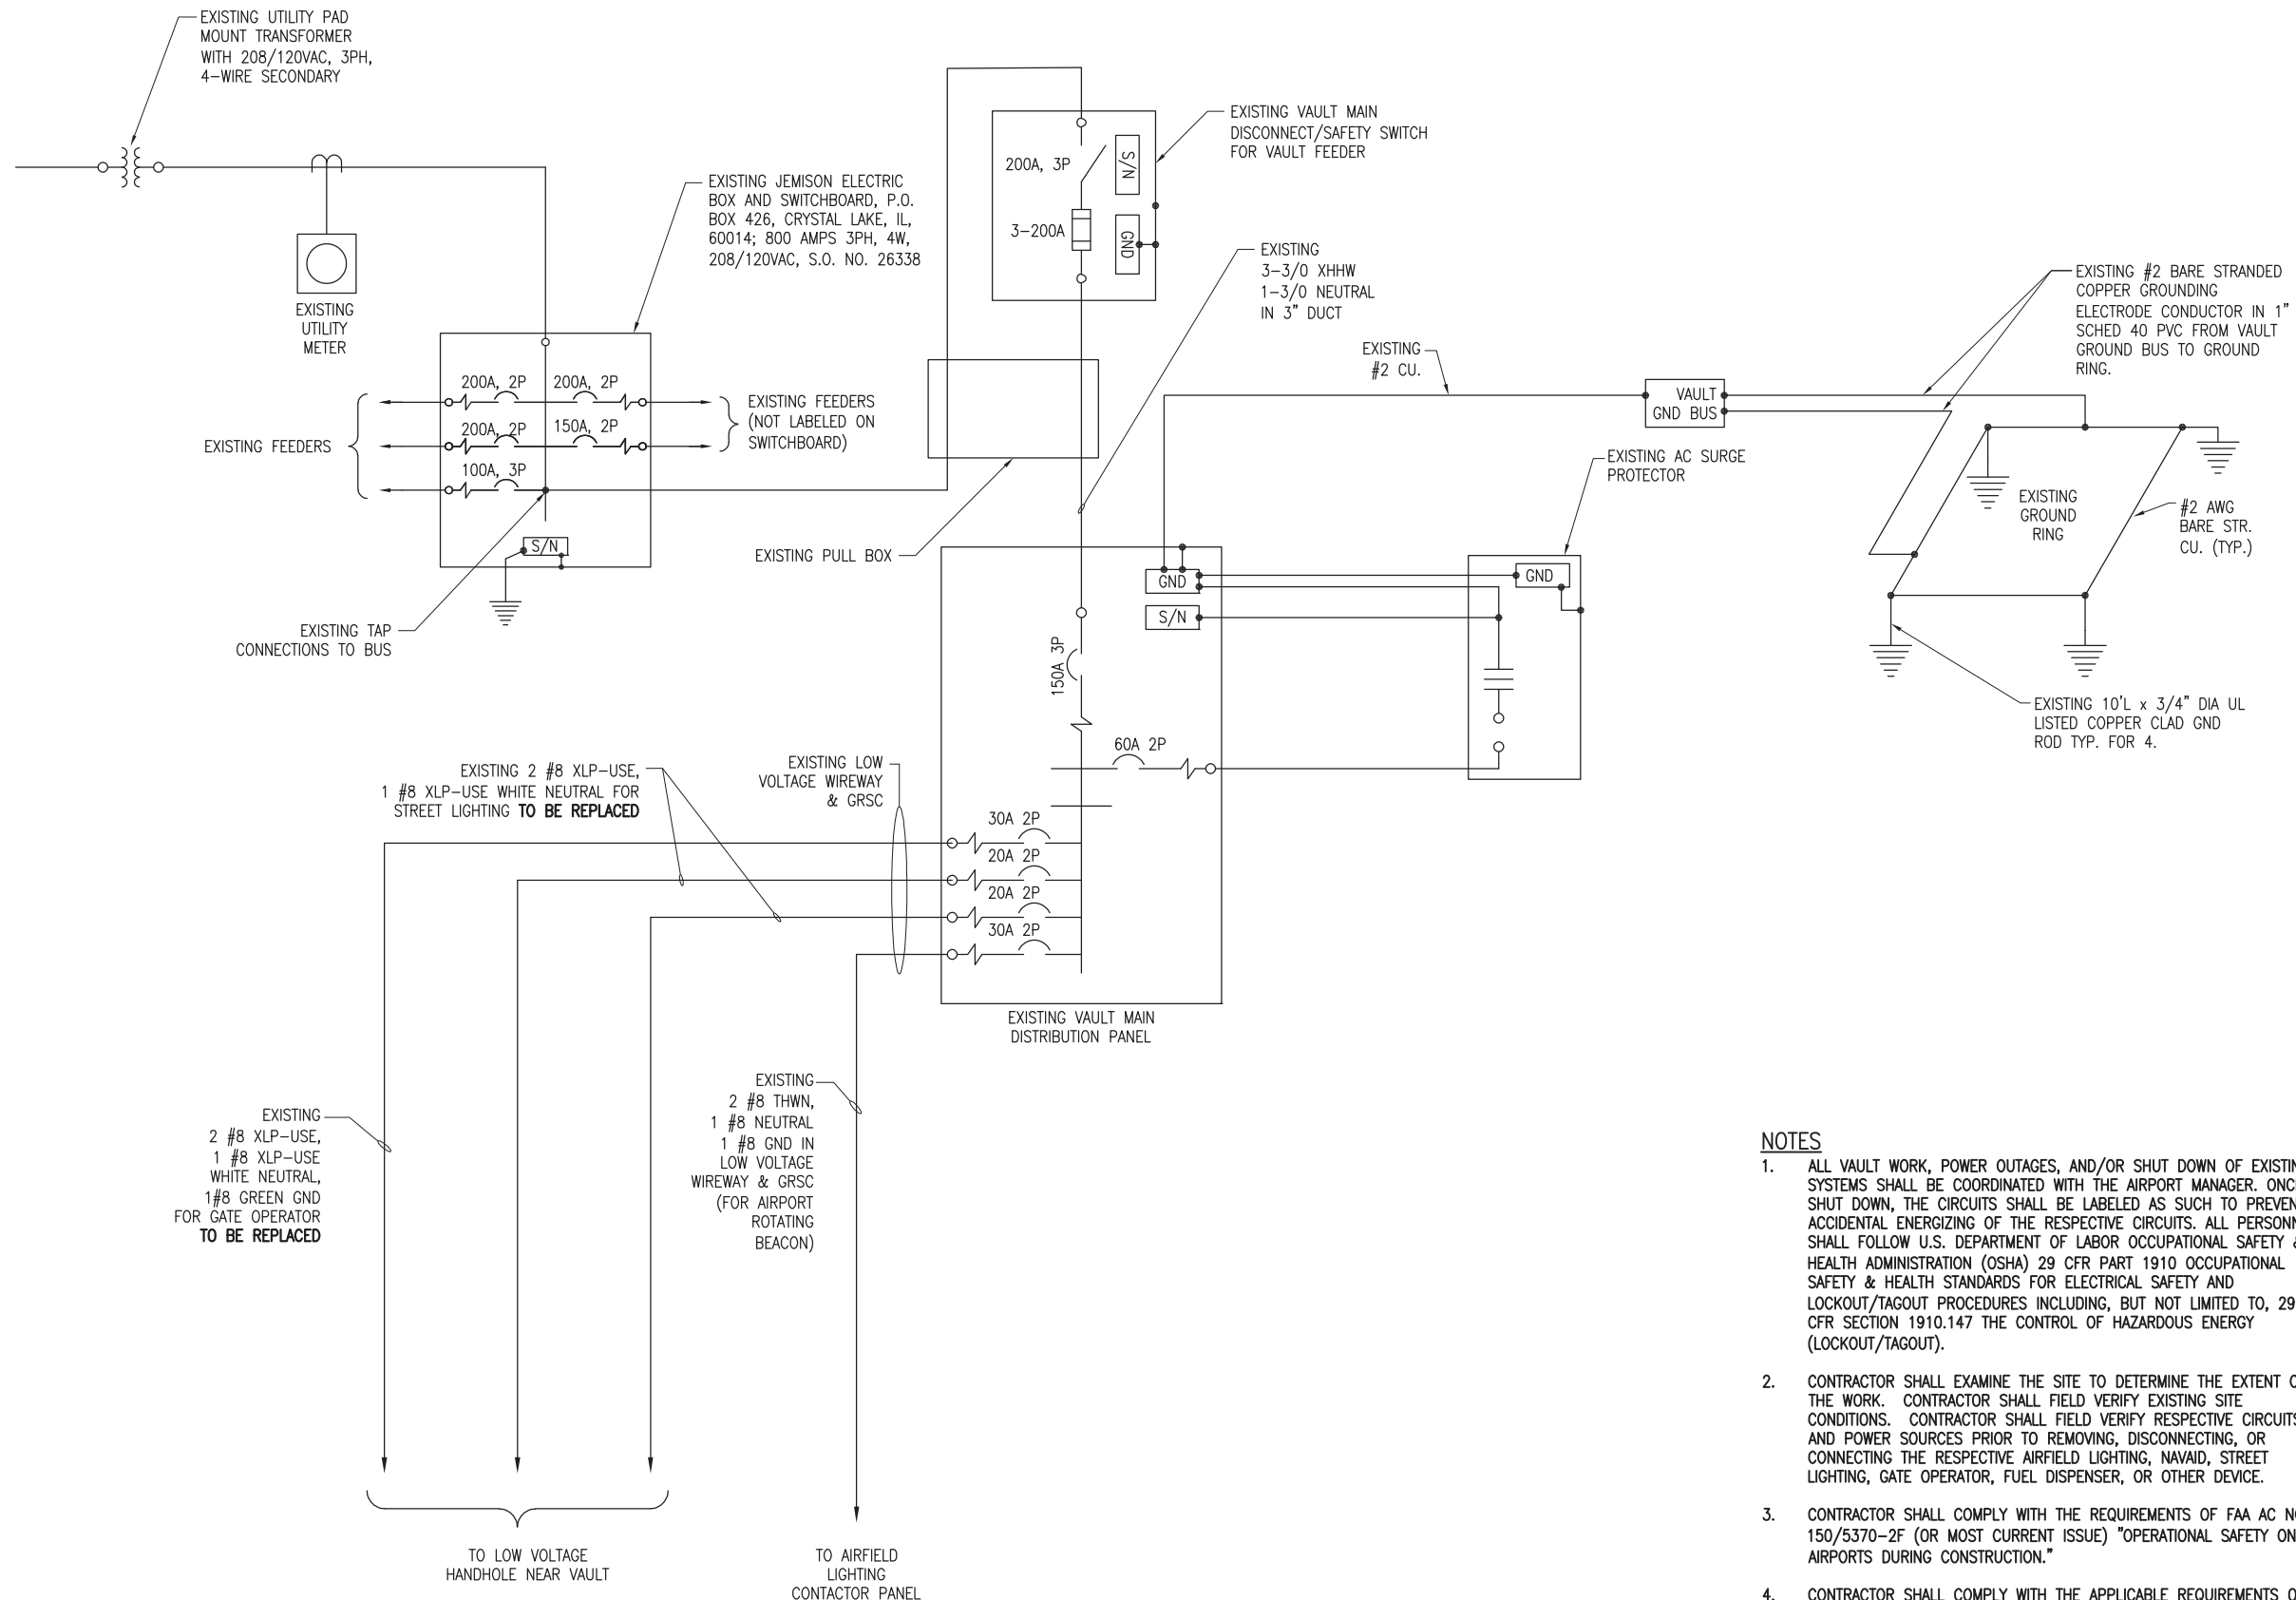 EXISTING UTILITY PAD
MOUNT TRANSFORMER
WITH 208/120VAC, 3PH,
4-WIRE SECONDARY
EXISTING
UTILITY
METER
EXISTING JEMISON ELECTRIC
BOX AND SWITCHBOARD, P.O.
BOX 426, CRYSTAL LAKE, IL,
60014; 800 AMPS 3PH, 4W,
208/120VAC, S.O. NO. 26338
200A, 2P
200A, 2P
200A, 2P
150A, 2P
100A, 3P
S/N
EXISTING FEEDERS
EXISTING FEEDERS
(NOT LABELED ON
SWITCHBOARD)
EXISTING TAP
CONNECTIONS TO BUS
EXISTING PULL BOX
200A, 3P
3-200A
S/N
GND
EXISTING VAULT MAIN
DISCONNECT/SAFETY SWITCH
FOR VAULT FEEDER
EXISTING
3-3/0 XHHW
1-3/0 NEUTRAL
IN 3" DUCT
EXISTING
#2 CU.
VAULT
GND BUS
EXISTING #2 BARE STRANDED
COPPER GROUNDING
ELECTRODE CONDUCTOR IN 1"
SCHED 40 PVC FROM VAULT
GROUND BUS TO GROUND
RING.
EXISTING AC SURGE
PROTECTOR
EXISTING
GROUND
RING
#2 AWG
BARE STR.
CU. (TYP.)
EXISTING 10'L x 3/4" DIA UL
LISTED COPPER CLAD GND
ROD TYP. FOR 4.
GND
S/N
GND
150A 3P
60A 2P
30A 2P
20A 2P
20A 2P
30A 2P
EXISTING VAULT MAIN
DISTRIBUTION PANEL
EXISTING LOW
VOLTAGE WIREWAY
& GRSC
EXISTING 2 #8 XLP-USE,
1 #8 XLP-USE WHITE NEUTRAL FOR
STREET LIGHTING TO BE REPLACED
EXISTING
2 #8 XLP-USE,
1 #8 XLP-USE
WHITE NEUTRAL,
1#8 GREEN GND
FOR GATE OPERATOR
TO BE REPLACED
EXISTING
2 #8 THWN,
1 #8 NEUTRAL
1 #8 GND IN
LOW VOLTAGE
WIREWAY & GRSC
(FOR AIRPORT
ROTATING
BEACON)
TO LOW VOLTAGE
HANDHOLE NEAR VAULT
TO AIRFIELD
LIGHTING
CONTACTOR PANEL
NOTES
1. ALL VAULT WORK, POWER OUTAGES, AND/OR SHUT DOWN OF
SYSTEMS SHALL BE COORDINATED WITH THE AIRPORT MANAGER.
SHUT DOWN, THE CIRCUITS SHALL BE LABELED AS SUCH TO
ACCIDENTAL ENERGIZING OF THE RESPECTIVE CIRCUITS. ALL
SHALL FOLLOW U.S. DEPARTMENT OF LABOR OCCUPATIONAL SAFETY
HEALTH ADMINISTRATION (OSHA) 29 CFR PART 1910 OCCUPATIONAL
SAFETY & HEALTH STANDARDS FOR ELECTRICAL SAFETY AND
LOCKOUT/TAGOUT PROCEDURES INCLUDING, BUT NOT LIMITED TO, 29
CFR SECTION 1910.147 THE CONTROL OF HAZARDOUS ENERGY
(LOCKOUT/TAGOUT).
2. CONTRACTOR SHALL EXAMINE THE SITE TO DETERMINE THE EXTENT
THE WORK. CONTRACTOR SHALL FIELD VERIFY EXISTING SITE
CONDITIONS. CONTRACTOR SHALL FIELD VERIFY RESPECTIVE
AND POWER SOURCES PRIOR TO REMOVING, DISCONNECTING, OR
CONNECTING THE RESPECTIVE AIRFIELD LIGHTING, NAVAID, STREET
LIGHTING, GATE OPERATOR, FUEL DISPENSER, OR OTHER DEVICE.
3. CONTRACTOR SHALL COMPLY WITH THE REQUIREMENTS OF FAA AC
150/5370-2F (OR MOST CURRENT ISSUE) "OPERATIONAL SAFETY ON
AIRPORTS DURING CONSTRUCTION."
4. CONTRACTOR SHALL COMPLY WITH THE APPLICABLE REQUIREMENTS